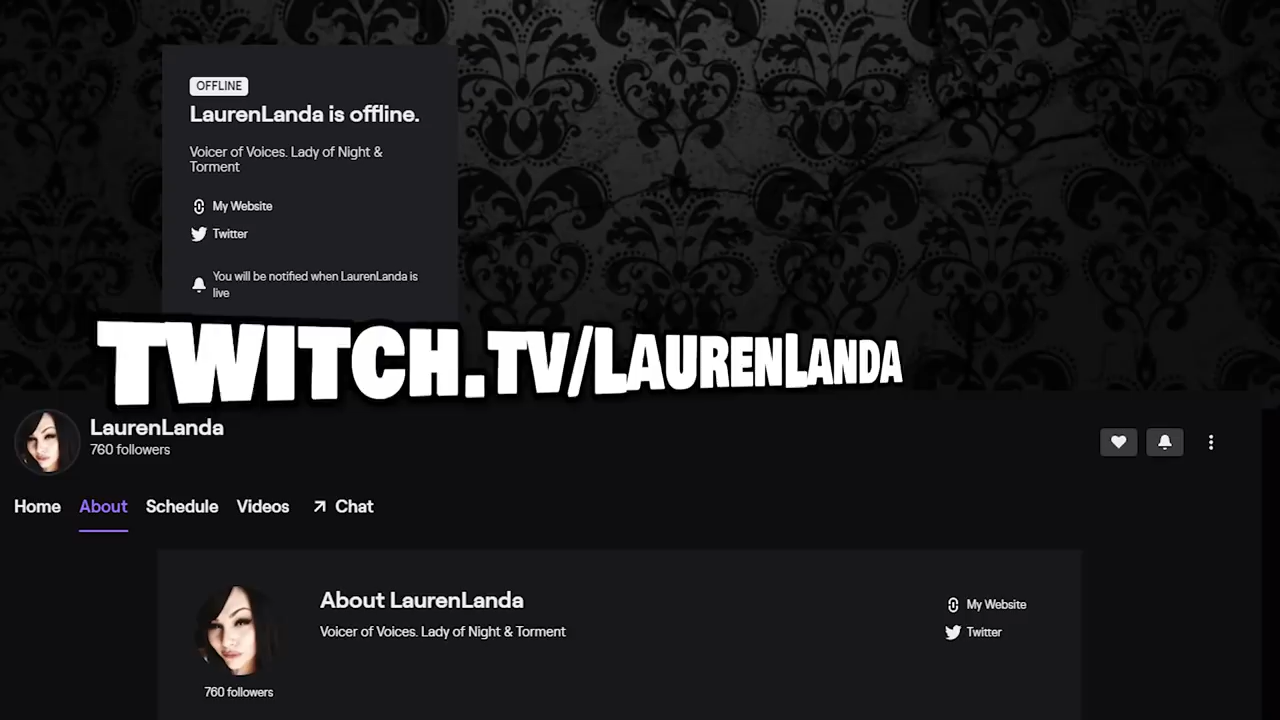 OFFLINE
LaurenLanda is offline.
Voicer of Voices. Lady of Night &
Torment
My Website
Twitter
You will be notified when LaurenLanda is
live
TWITCH.TV/LAURENLANDA
LaurenLanda
760 followers
Home About Schedule Videos Chat
About LaurenLanda
Voicer of Voices. Lady of Night & Torment
My Website
Twitter
760 followers